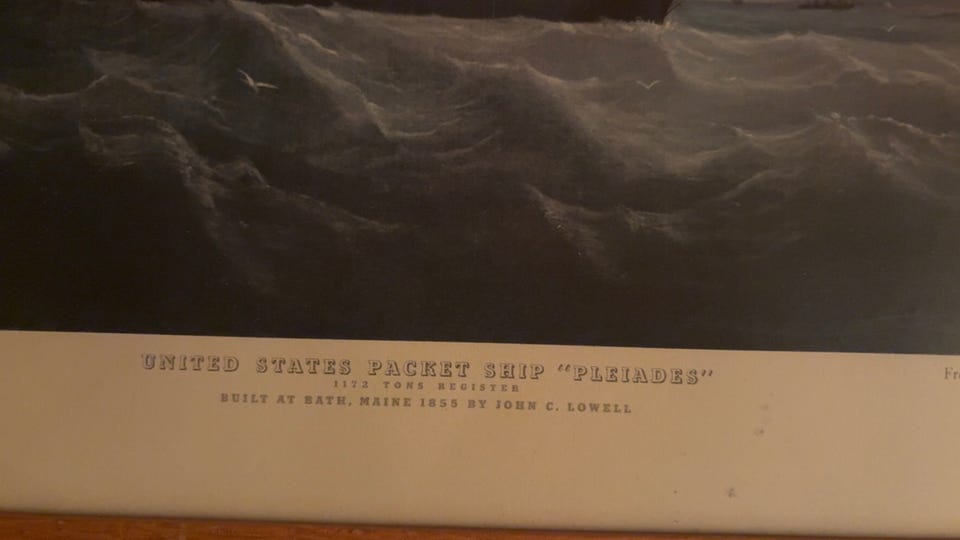 UNITED STATES PACKET SHIP "PLEIADES"
1172 TONS REGISTER
BUILT AT BATH, MAINE 1855 BY JOHN C. LOWELL